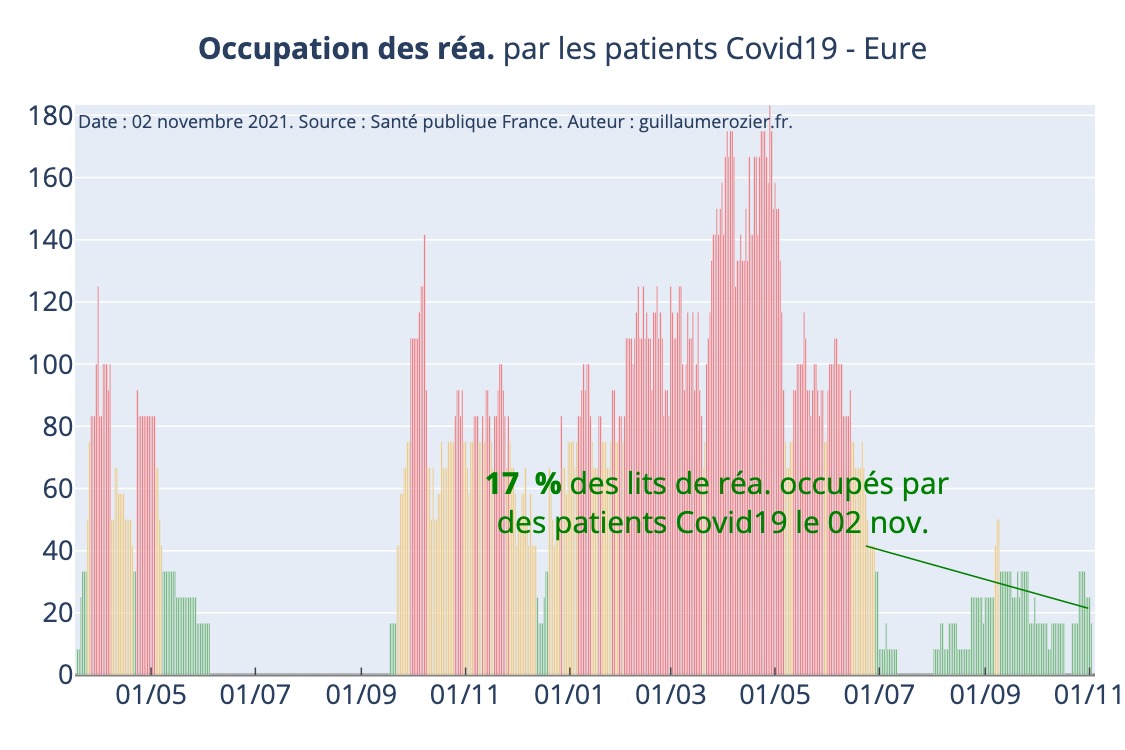 Occupation des réa. par les patients Covid19 - Eure
180
Date : 02 novembre 2021. Source : Santé publique France. Auteur : guillaumerozier.fr.
160
140
120
100
80
17 % des lits de réa. occupés par
60
des patients Covid19 le 02 nov.
40
20
0
01/05 01/07 01/09 01/11 01/01 01/03 01/05 01/07 01/09 01/11